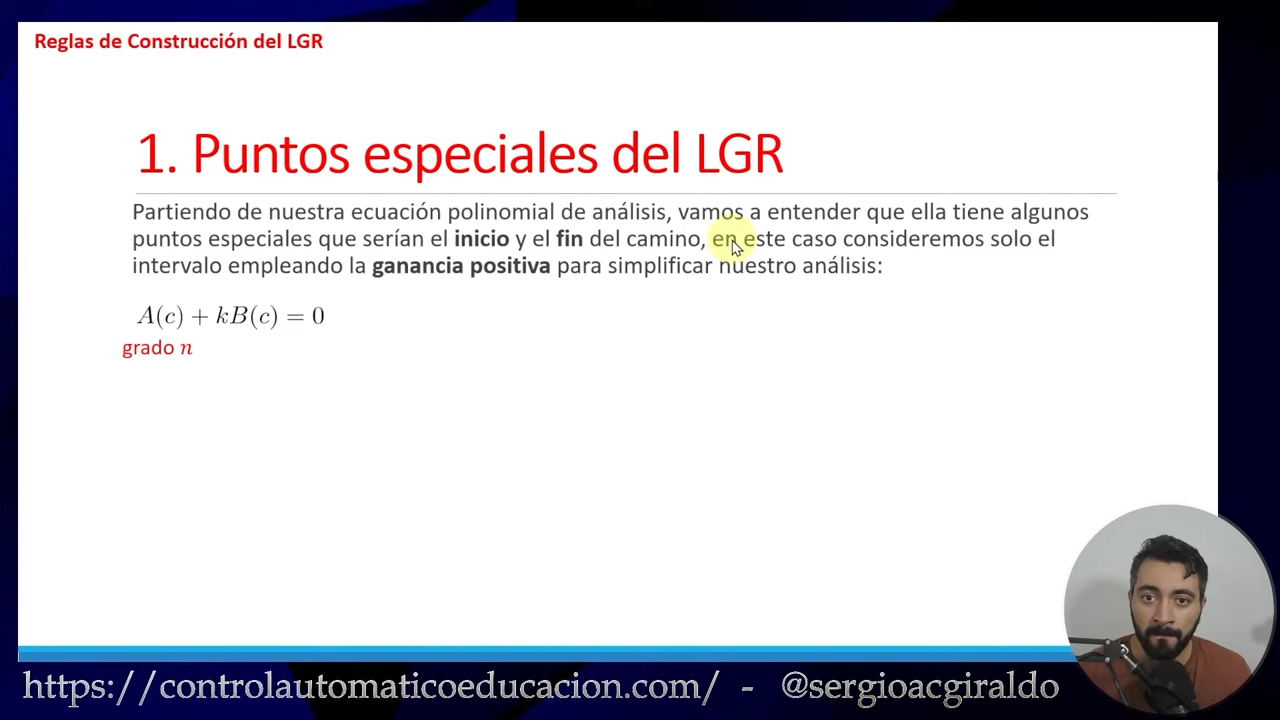 Reglas de Construcción del LGR
1. Puntos especiales del LGR
Partiendo de nuestra ecuación polinomial de análisis, vamos a entender que ella tiene algunos
puntos especiales que serían el inicio y el fin del camino, en este caso consideremos solo el
intervalo empleando la ganancia positiva para simplificar nuestro análisis:
A(c) + kB(c) = 0
grado n
https://controlautomaticoeducacion.com/ - @sergioacgiraldo